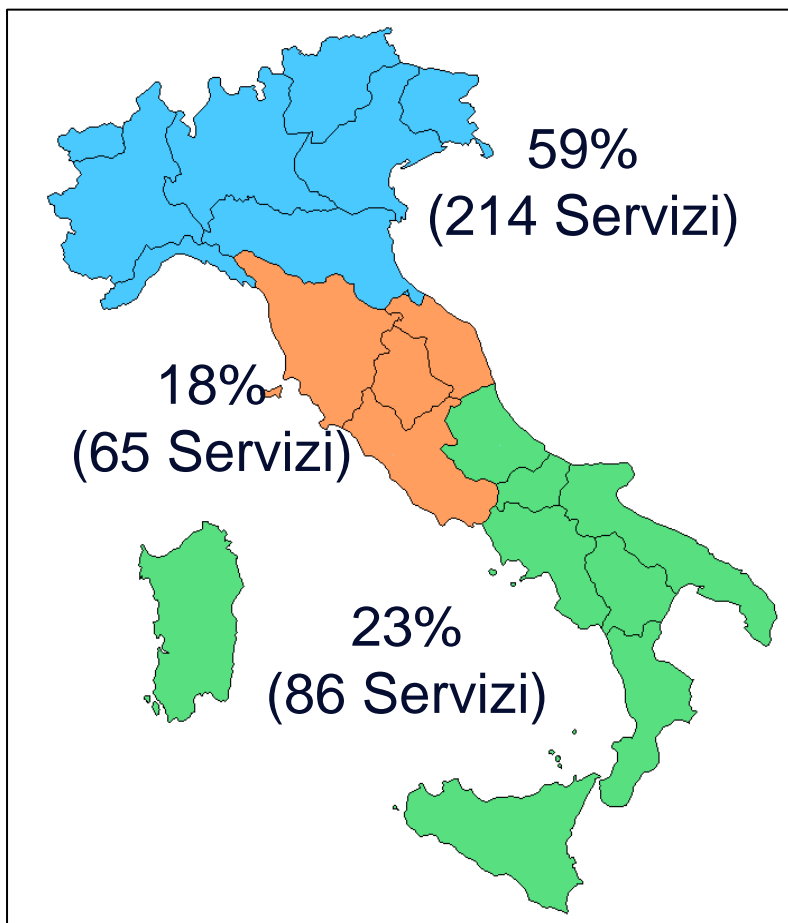 59%
(214 Servizi)
18%
(65 Servizi)
23%
(86 Servizi)